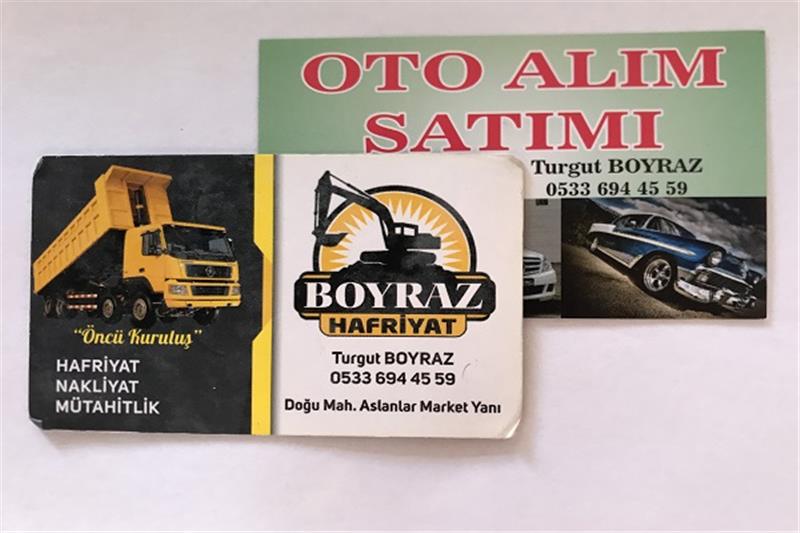 OTO ALIM
SATIMI
Turgut BOYRAZ
0533 694 45 59
"Öncü Kuruluş"
HAFRİYAT
NAKLİYAT
MÜTAHİTLİK
BOYRAZ
HAFRİYAT
Turgut BOYRAZ
0533 694 45 59
Doğu Mah. Aslanlar Market Yanı